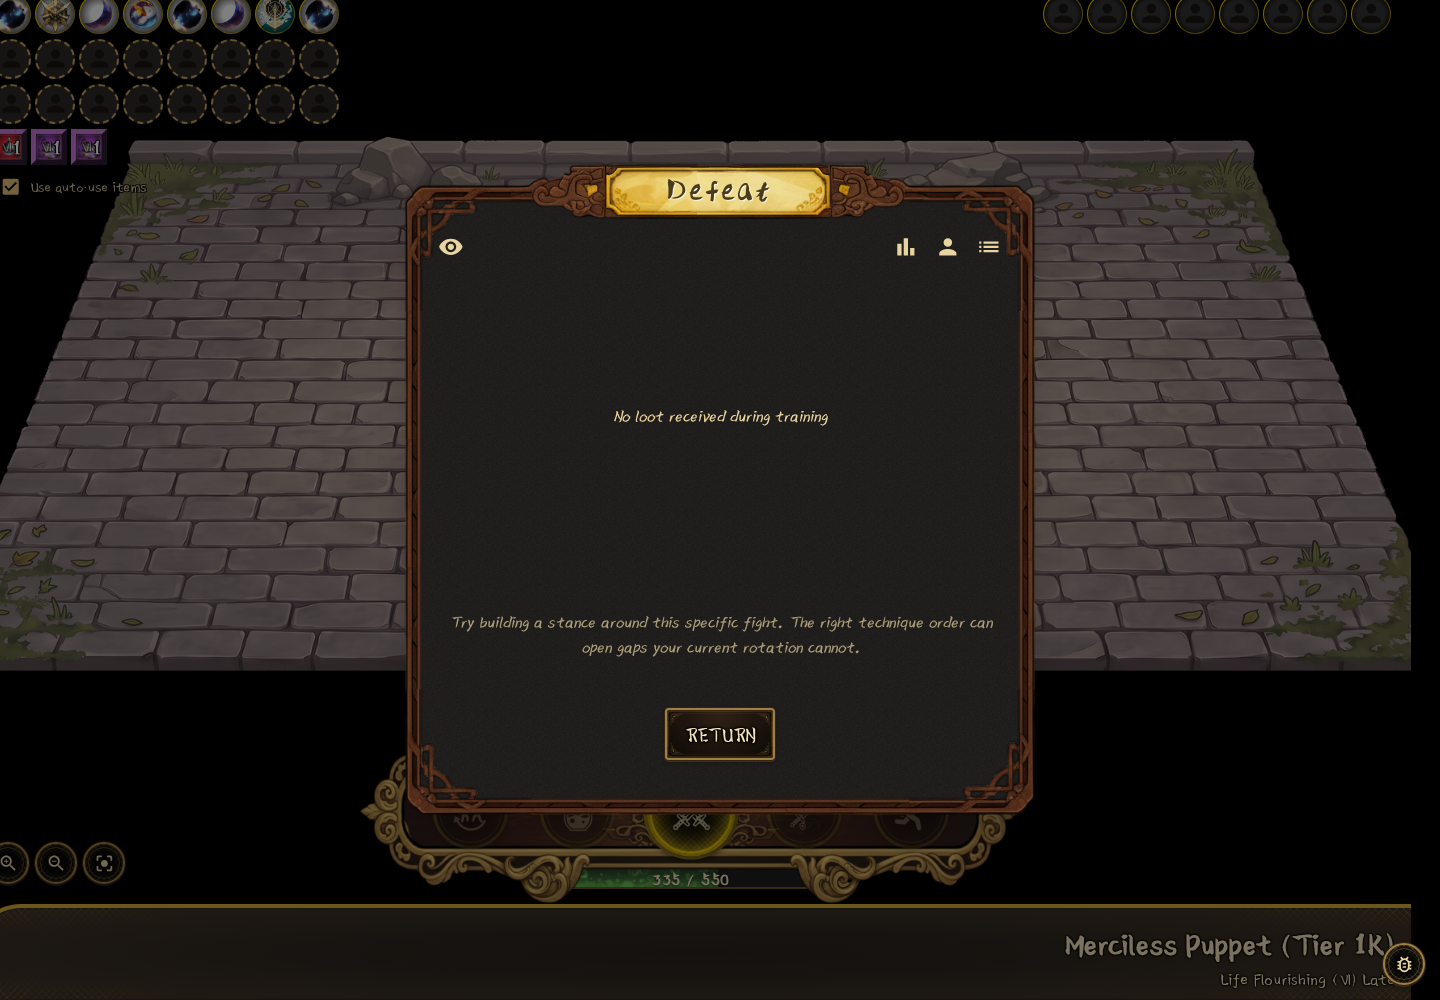 Use auto-use items
Defeat
No loot received during training
Try building a stance around this specific fight. The right technique order can
open gaps your current rotation cannot.
RETURN
335 / 550
Merciless Puppet (Tier 1K)
Life Flourishing (VI) Late